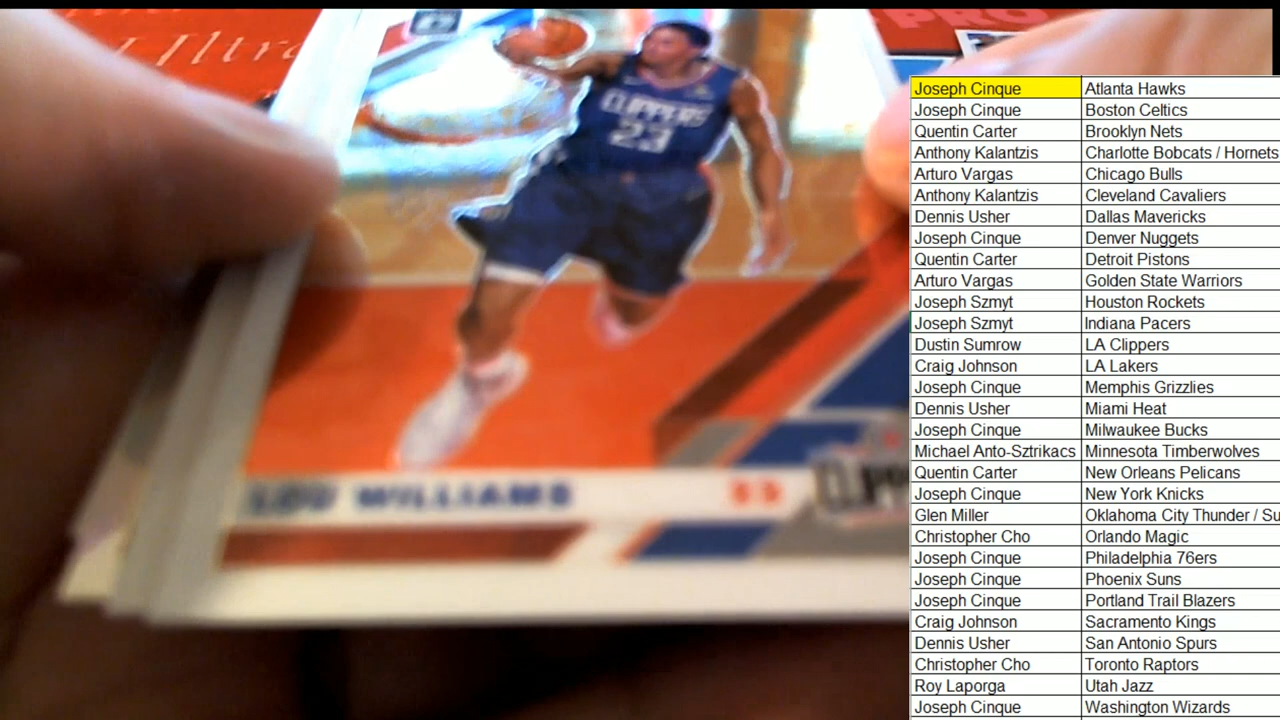 PRO
CLIPPERS
23
LOU WILLIAMS
Joseph Cinque Atlanta Hawks
Joseph Cinque Boston Celtics
Quentin Carter Brooklyn Nets
Anthony Kalantzis Charlotte Bobcats / Hornets
Arturo Vargas Chicago Bulls
Anthony Kalantzis Cleveland Cavaliers
Dennis Usher Dallas Mavericks
Joseph Cinque Denver Nuggets
Quentin Carter Detroit Pistons
Arturo Vargas Golden State Warriors
Joseph Szmyt Houston Rockets
Joseph Szmyt Indiana Pacers
Dustin Sumrow LA Clippers
Craig Johnson LA Lakers
Joseph Cinque Memphis Grizzlies
Dennis Usher Miami Heat
Joseph Cinque Milwaukee Bucks
Michael Anto-Sztrikacs Minnesota Timberwolves
Quentin Carter New Orleans Pelicans
Joseph Cinque New York Knicks
Glen Miller Oklahoma City Thunder / Su
Christopher Cho Orlando Magic
Joseph Cinque Philadelphia 76ers
Joseph Cinque Phoenix Suns
Joseph Cinque Portland Trail Blazers
Craig Johnson Sacramento Kings
Dennis Usher San Antonio Spurs
Christopher Cho Toronto Raptors
Roy Laporga Utah Jazz
Joseph Cinque Washington Wizards